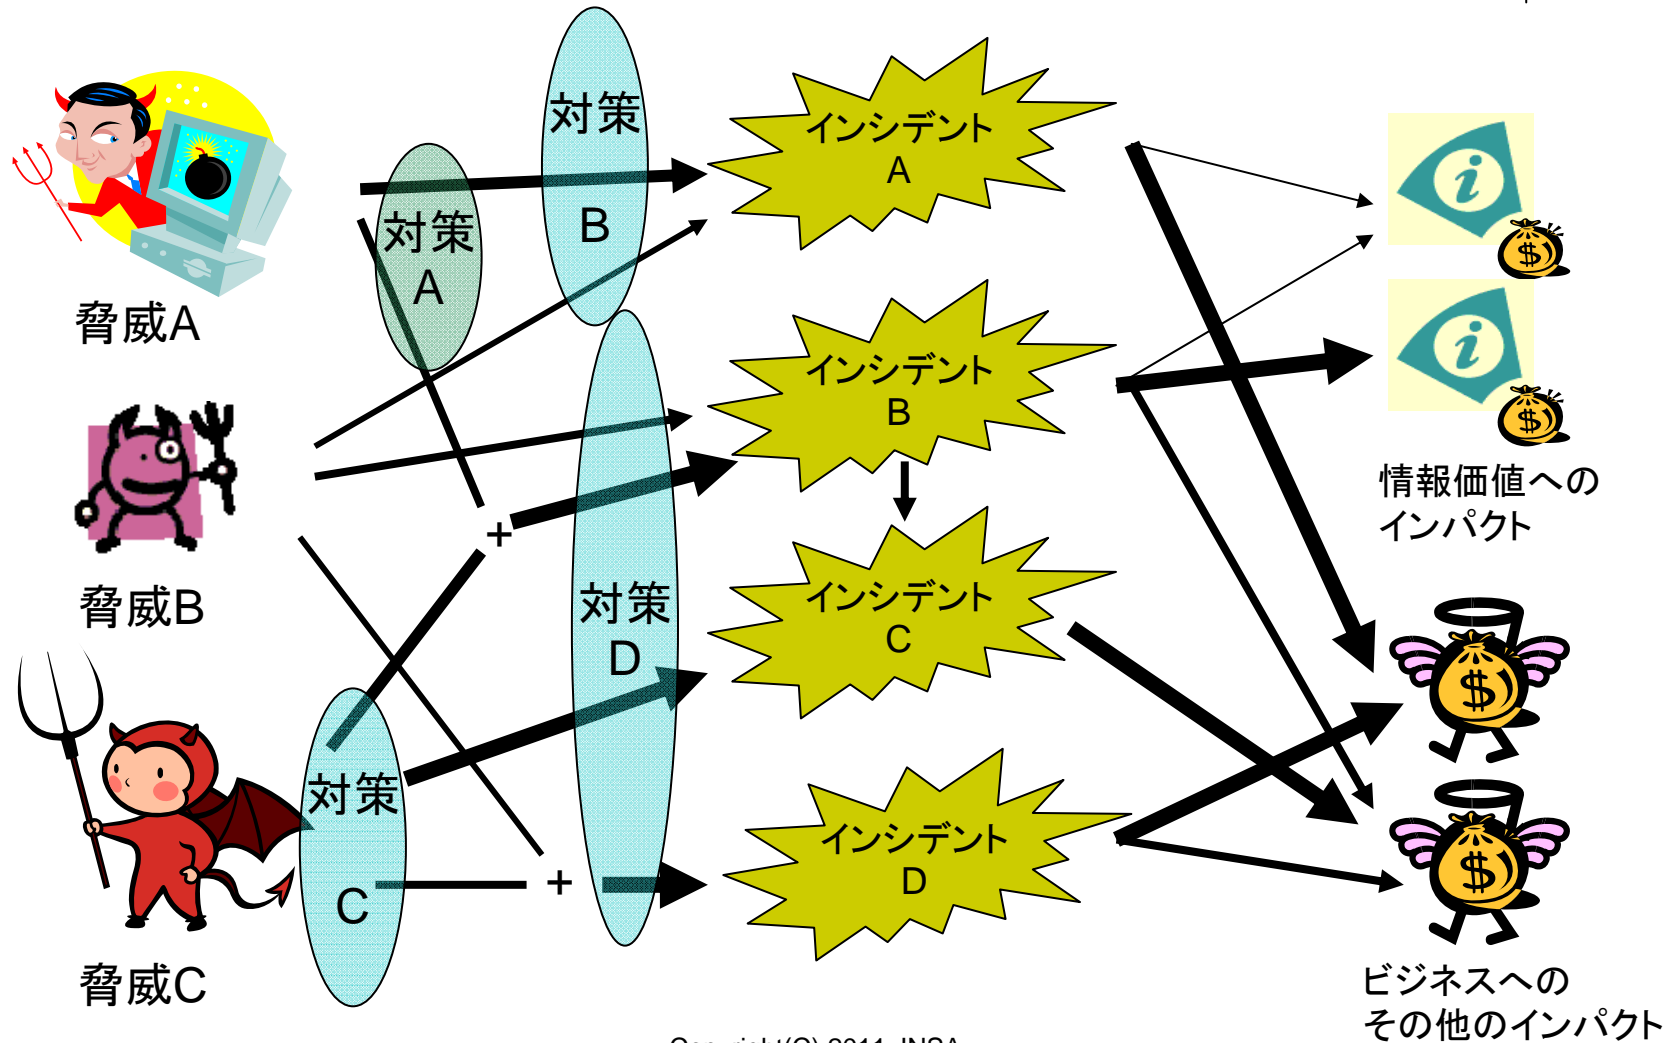 対策
B
対策
A
インシデント
A
脅威A
インシデント
B
情報価値への
インパクト
+
脅威B
対策
D
インシデント
C
対策
C
+
インシデント
D
脅威C
ビジネスへの
その他のインパクト
$
$
$
$
i
i